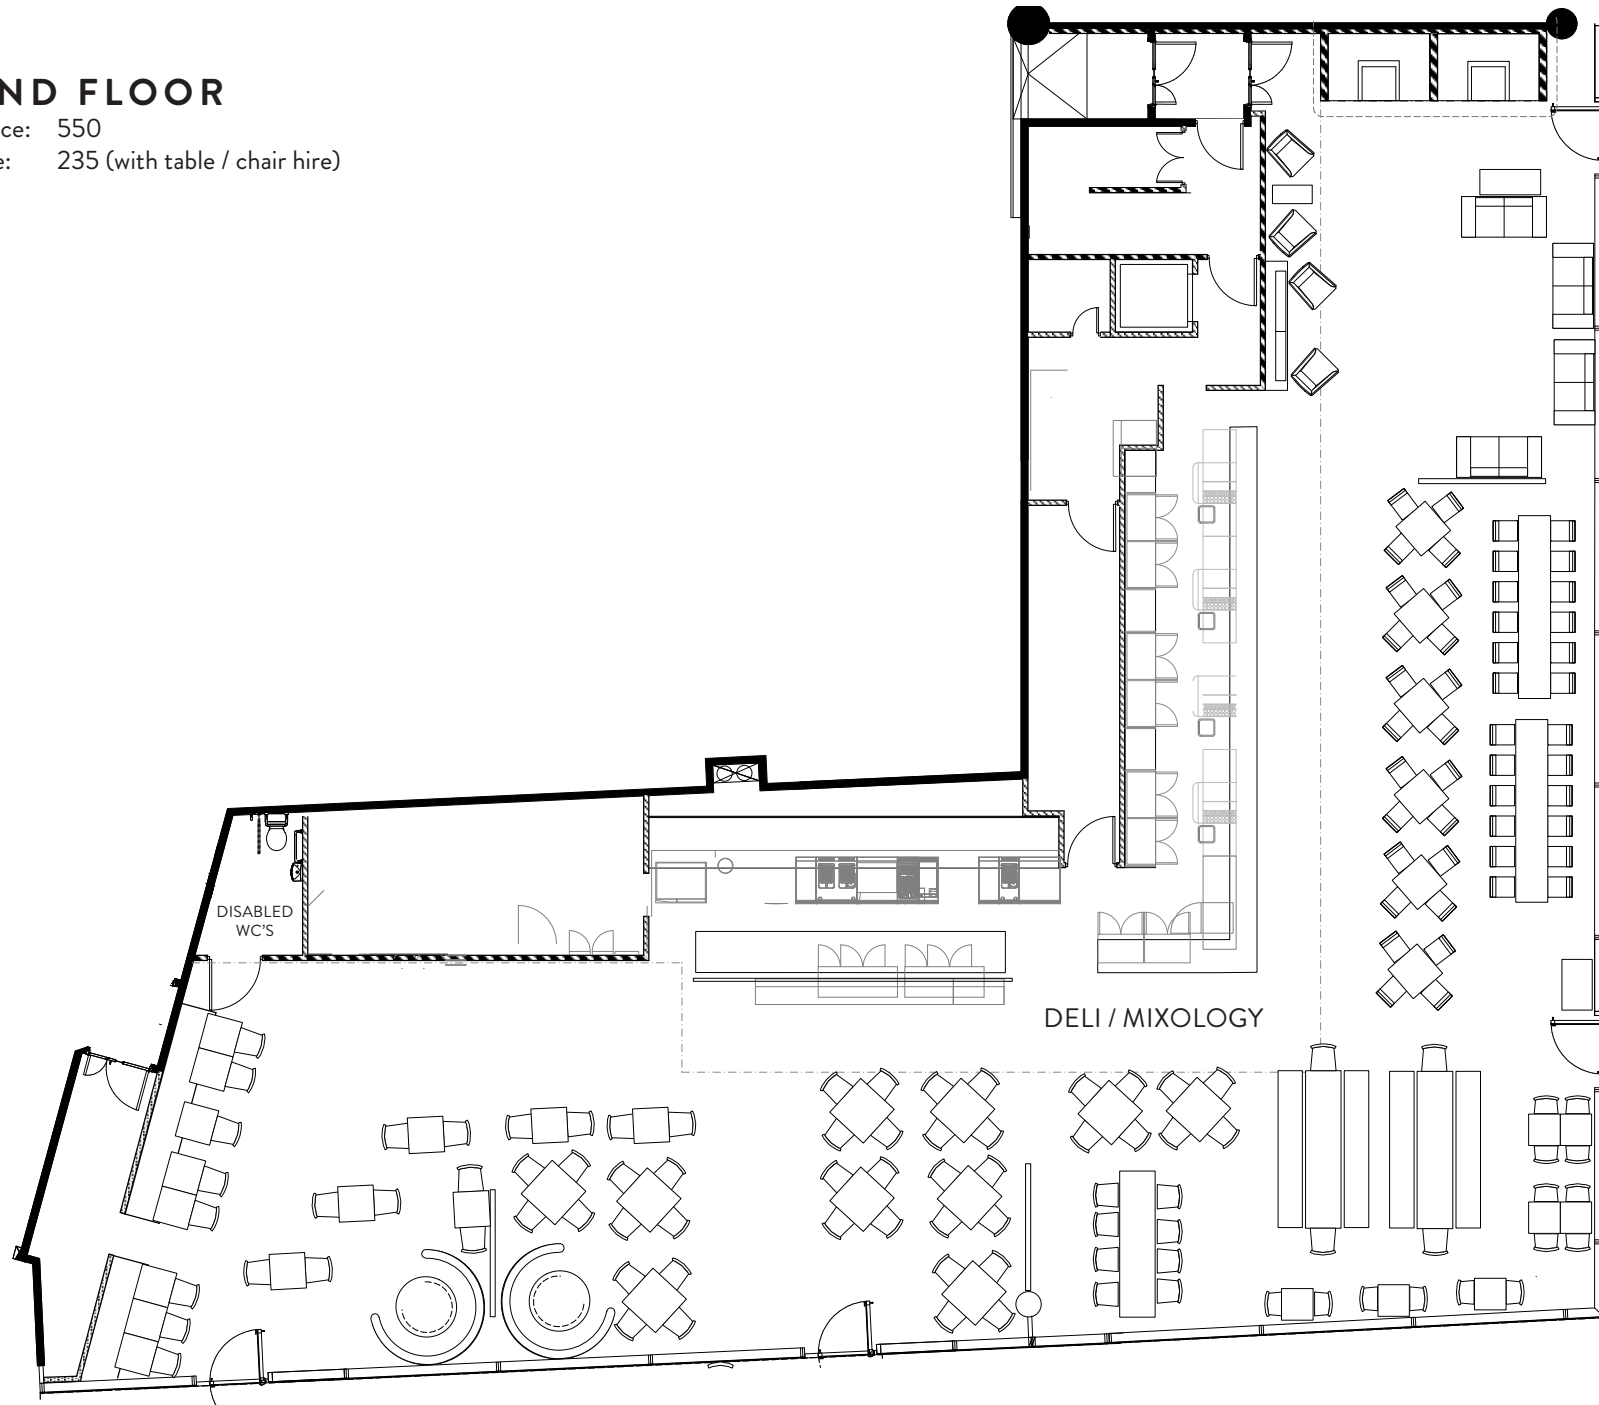 ND FLOOR
ce: 550
e: 235 (with table / chair hire)
DISABLED
WC'S
DELI / MIXOLOGY